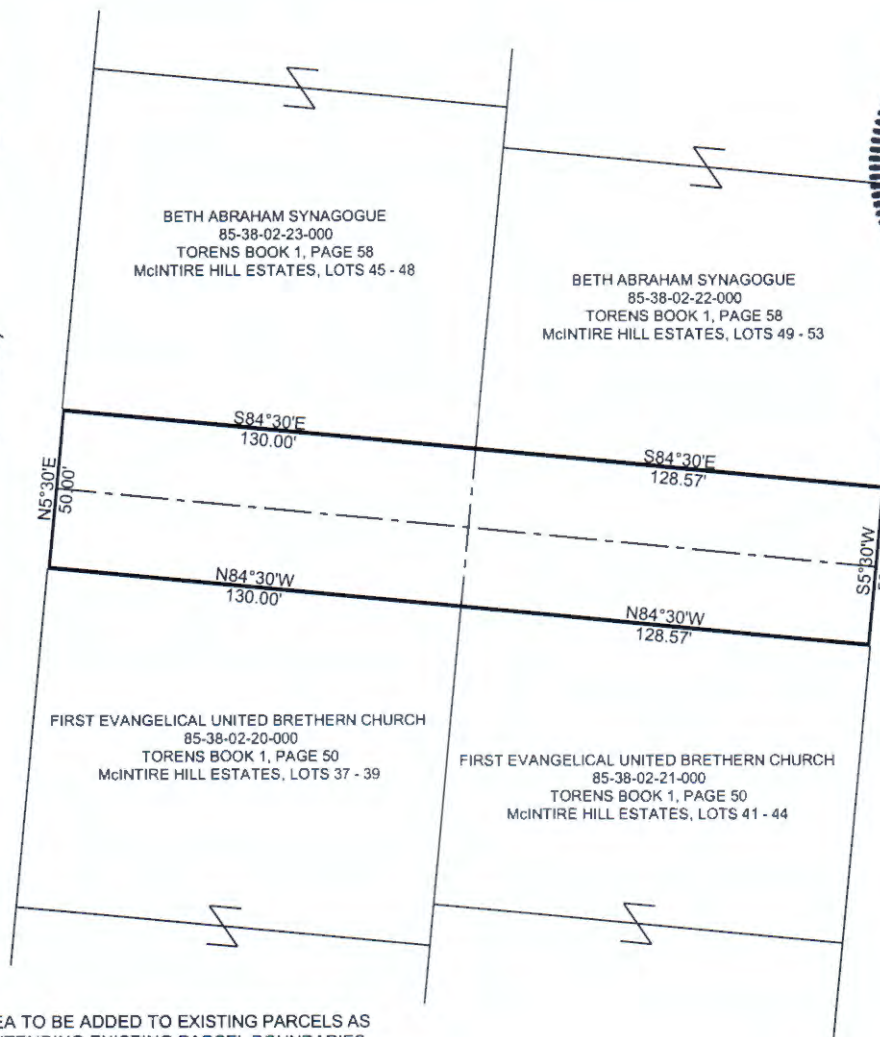 BETH ABRAHAM SYNAGOGUE
85-38-02-23-000
TORENS BOOK 1, PAGE 58
McINTIRE HILL ESTATES, LOTS 45 - 48
BETH ABRAHAM SYNAGOGUE
85-38-02-22-000
TORENS BOOK 1, PAGE 58
McINTIRE HILL ESTATES, LOTS 49 - 53
S84°30'E
130.00'
S84°30'E
128.57'
N5°30'E
50.00'
S5°30'W
N84°30'W
130.00'
N84°30'W
128.57'
FIRST EVANGELICAL UNITED BRETHERN CHURCH
85-38-02-20-000
TORENS BOOK 1, PAGE 50
McINTIRE HILL ESTATES, LOTS 37 - 39
FIRST EVANGELICAL UNITED BRETHERN CHURCH
85-38-02-21-000
TORENS BOOK 1, PAGE 50
McINTIRE HILL ESTATES, LOTS 41 - 44
TO BE ADDED TO EXISTING PARCELS AS
EXISTING PARCEL BOUNDARIES